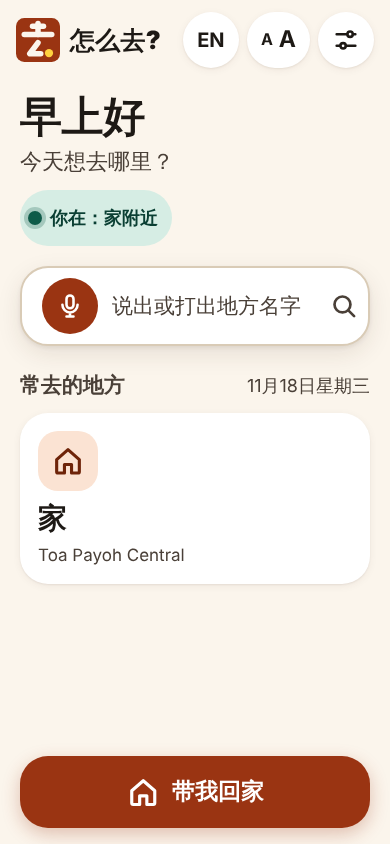 去
怎么去?
EN
A A
早上好
今天想去哪里？
你在：家附近
说出或打出地方名字
常去的地方
11月18日星期三
家
Toa Payoh Central
带我回家